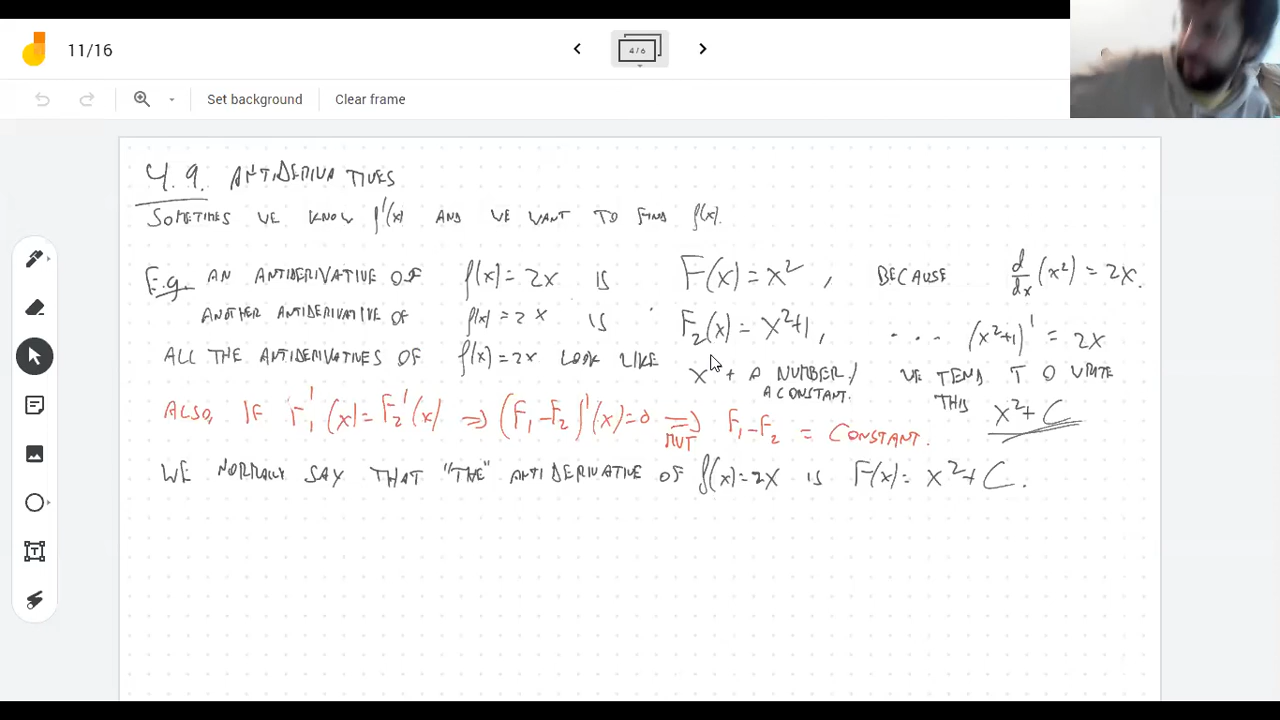 11/16
4/6
Set background
Clear frame
4.9. ANTIDERIVATIVES
SOMETIMES WE KNOW f'(x) AND WE WANT TO FIND f(x).
E.g. AN ANTIDERIVATIVE OF f(x) = 2x IS F(x) = x², BECAUSE d/dx (x²) = 2x.
ANOTHER ANTIDERIVATIVE OF f(x) = 2x IS F₂(x) = x²+1, .... (x²+1)' = 2x
ALL THE ANTIDERIVATIVES OF f(x) = 2x LOOK LIKE x² + A NUMBER/ A CONSTANT. WE TEND TO WRITE THIS x² + C
ALSO, IF F₁'(x) = F₂'(x) ⇒ (F₁-F₂)'(x) = 0 ⇒ MVT F₁-F₂ = CONSTANT.
WE NORMALLY SAY THAT "THE" ANTIDERIVATIVE OF f(x) = 2x IS F(x) = x² + C.